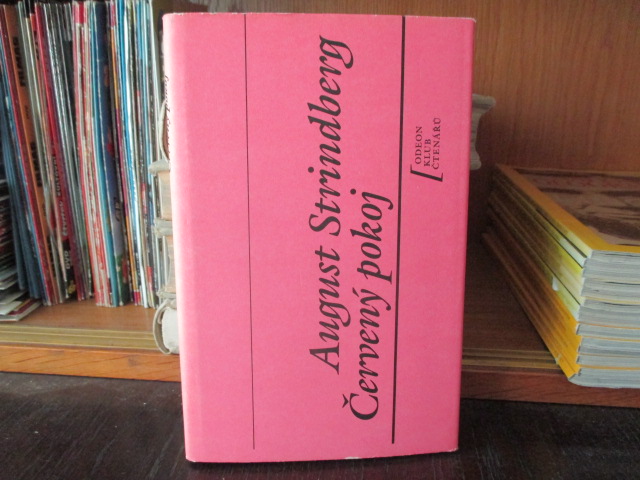 August Strindberg
Červený pokoj
ODEON
KLUB
ČTENÁŘŮ